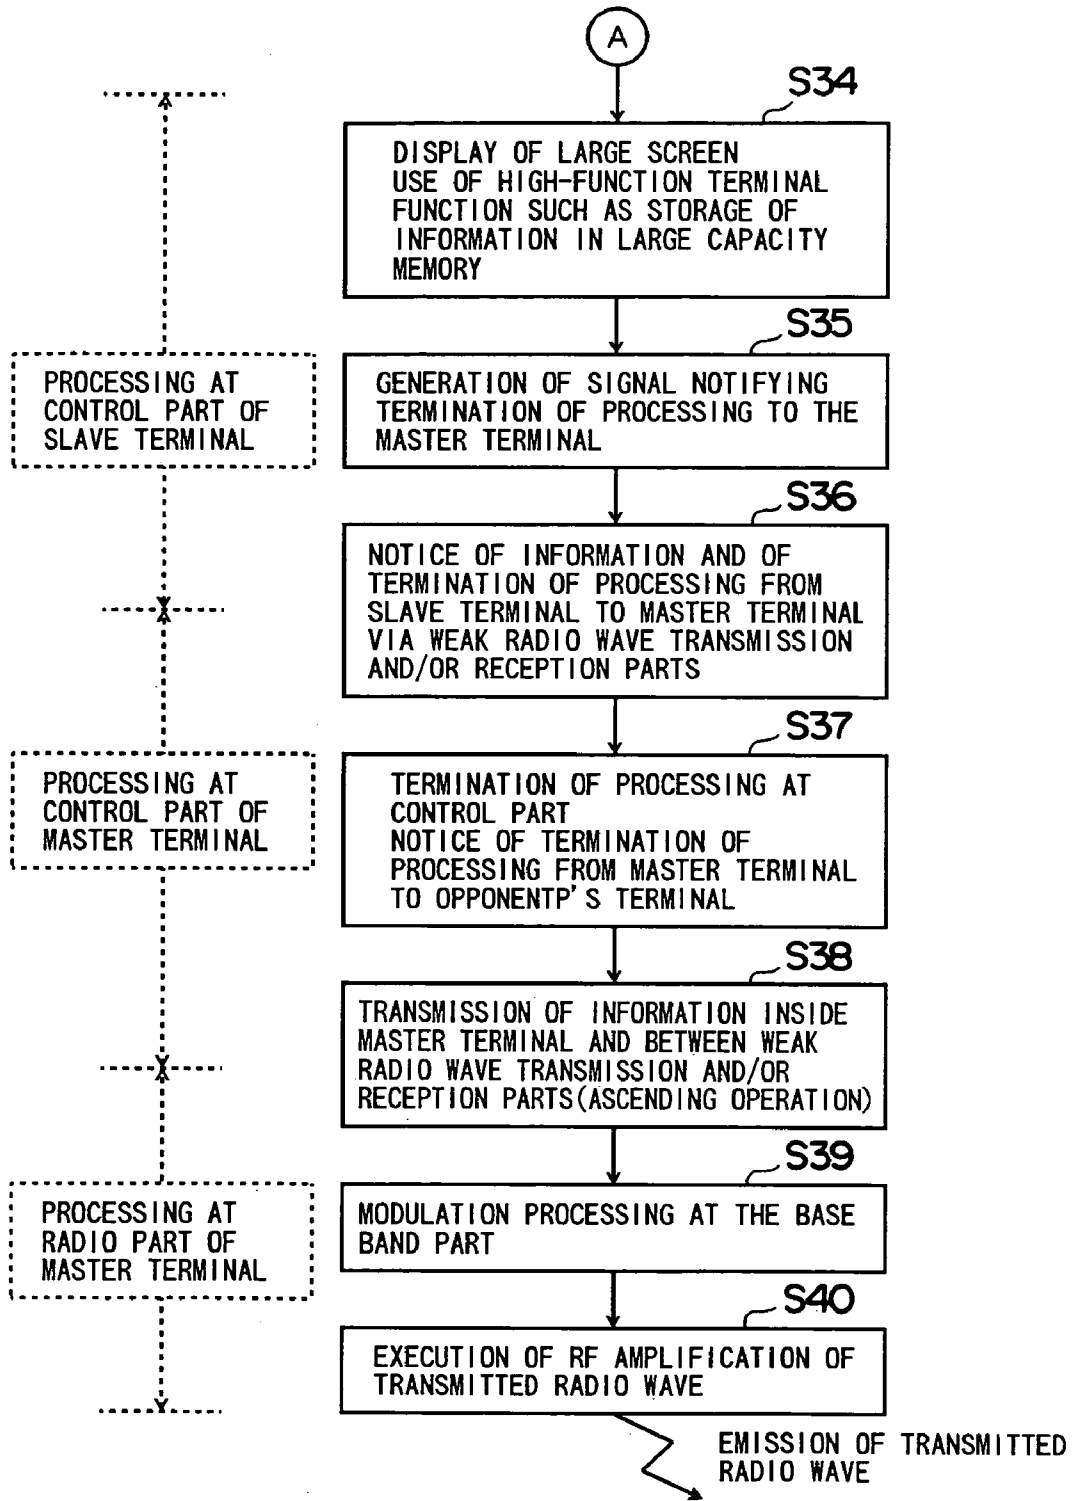 A
S34
DISPLAY OF LARGE SCREEN
USE OF HIGH-FUNCTION TERMINAL
FUNCTION SUCH AS STORAGE OF
INFORMATION IN LARGE CAPACITY
MEMORY
S35
PROCESSING AT
CONTROL PART OF
SLAVE TERMINAL
GENERATION OF SIGNAL NOTIFYING
TERMINATION OF PROCESSING TO THE
MASTER TERMINAL
S36
NOTICE OF INFORMATION AND OF
TERMINATION OF PROCESSING FROM
SLAVE TERMINAL TO MASTER TERMINAL
VIA WEAK RADIO WAVE TRANSMISSION
AND/OR RECEPTION PARTS
S37
PROCESSING AT
CONTROL PART OF
MASTER TERMINAL
TERMINATION OF PROCESSING AT
CONTROL PART
NOTICE OF TERMINATION OF
PROCESSING FROM MASTER TERMINAL
TO OPPONENTP'S TERMINAL
S38
TRANSMISSION OF INFORMATION INSIDE
MASTER TERMINAL AND BETWEEN WEAK
RADIO WAVE TRANSMISSION AND/OR
RECEPTION PARTS(ASCENDING OPERATION)
S39
PROCESSING AT
RADIO PART OF
MASTER TERMINAL
MODULATION PROCESSING AT THE BASE
BAND PART
S40
EXECUTION OF RF AMPLIFICATION OF
TRANSMITTED RADIO WAVE
EMISSION OF TRANSMITTED
RADIO WAVE